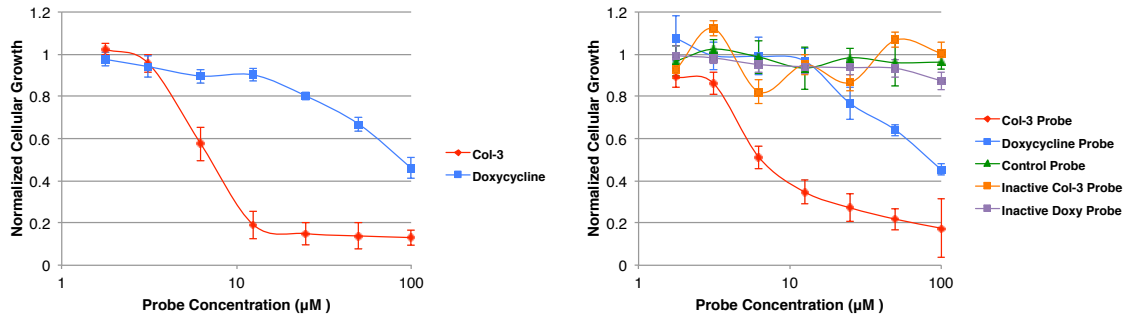 Normalized Cellular Growth
1.2
1
0.8
0.6
0.4
0.2
0
1
10
100
Probe Concentration (µM )
Col-3
Doxycycline
Normalized Cellular Growth
1.2
1
0.8
0.6
0.4
0.2
0
1
10
100
Probe Concentration (µM )
Col-3 Probe
Doxycycline Probe
Control Probe
Inactive Col-3 Probe
Inactive Doxy Probe